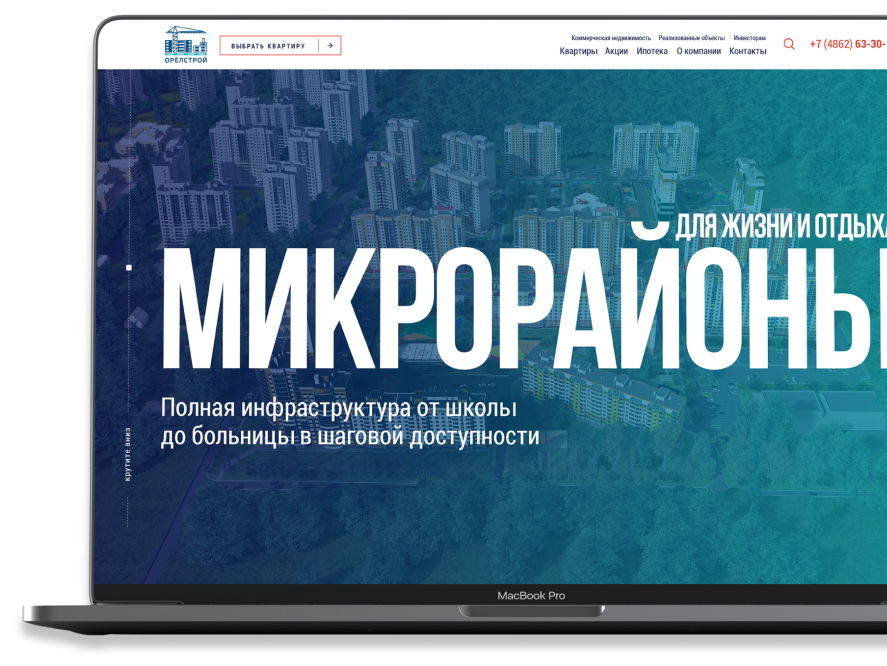 ОРЁЛСТРОЙ
ВЫБРАТЬ КВАРТИРУ
Коммерческая недвижимость Реализованные объекты Инвесторам
Квартиры Акции Ипотека О компании Контакты
+7 (4862) 63-30-
ДЛЯ ЖИЗНИ И ОТДЫХА
МИКРОРАЙОНЫ
Полная инфраструктура от школы
до больницы в шаговой доступности
крутите вниз
MacBook Pro